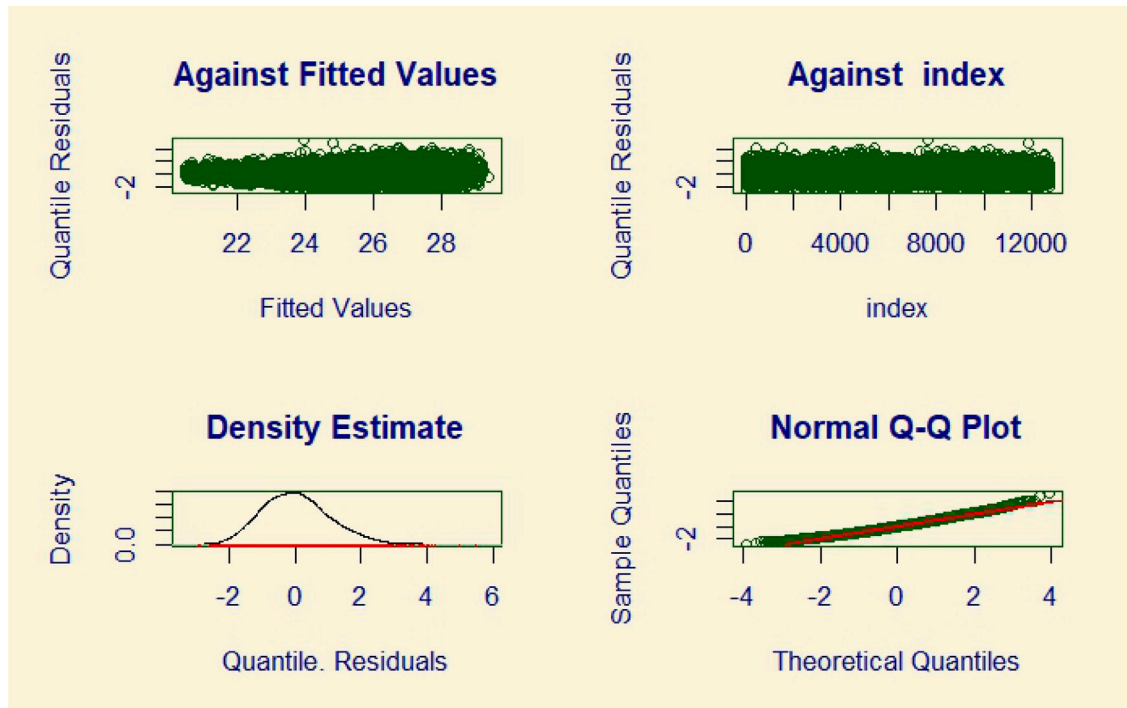 Against Fitted Values
Quantile Residuals
-2
22 24 26 28
Fitted Values
Against  index
Quantile Residuals
-2
0 4000 8000 12000
index
Density Estimate
Density
0.0
-2 0 2 4 6
Quantile. Residuals
Normal Q-Q Plot
Sample Quantiles
-2
-4 -2 0 2 4
Theoretical Quantiles